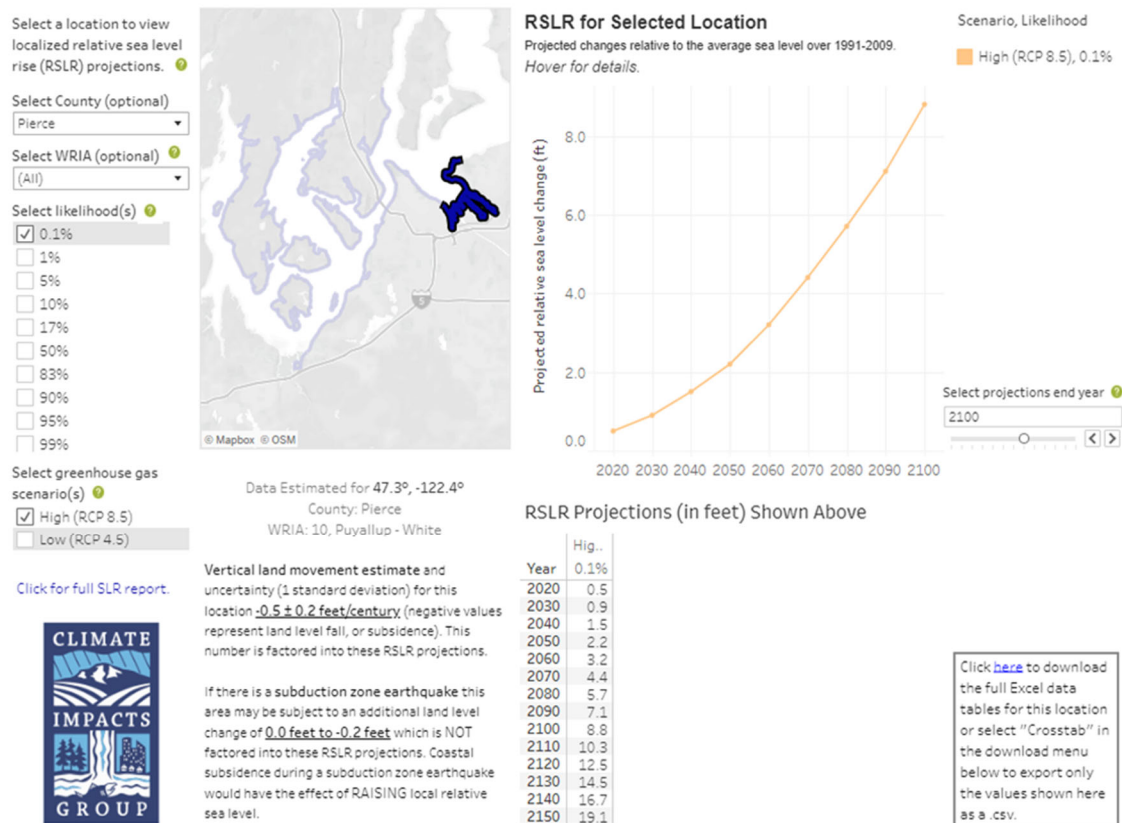 Select a location to view
localized relative sea level
rise (RSLR) projections.
Select County (optional)
Pierce
Select WRIA (optional)
(All)
Select likelihood(s)
0.1%
1%
5%
10%
17%
50%
83%
90%
95%
99%
Select greenhouse gas
scenario(s)
High (RCP 8.5)
Low (RCP 4.5)
Click for full SLR report.
CLIMATE
IMPACTS
GROUP
5
© Mapbox © OSM
Data Estimated for 47.3°, -122.4°
County: Pierce
WRIA: 10, Puyallup - White
Vertical land movement estimate and
uncertainty (1 standard deviation) for this
location -0.5 ± 0.2 feet/century (negative values
represent land level fall, or subsidence). This
number is factored into these RSLR projections.
If there is a subduction zone earthquake this
area may be subject to an additional land level
change of 0.0 feet to -0.2 feet which is NOT
factored into these RSLR projections. Coastal
subsidence during a subduction zone earthquake
would have the effect of RAISING local relative
sea level.
RSLR for Selected Location
Projected changes relative to the average sea level over 1991-2009.
Hover for details.
Projected relative sea level change (ft)
8.0
6.0
4.0
2.0
0.0
2020 2030 2040 2050 2060 2070 2080 2090 2100
RSLR Projections (in feet) Shown Above
Hig..
Year 0.1%
2020 0.5
2030 0.9
2040 1.5
2050 2.2
2060 3.2
2070 4.4
2080 5.7
2090 7.1
2100 8.8
2110 10.3
2120 12.5
2130 14.5
2140 16.7
2150 19.1
Scenario, Likelihood
High (RCP 8.5), 0.1%
Select projections end year
2100
Click here to download
the full Excel data
tables for this location
or select "Crosstab" in
the download menu
below to export only
the values shown here
as a .csv.